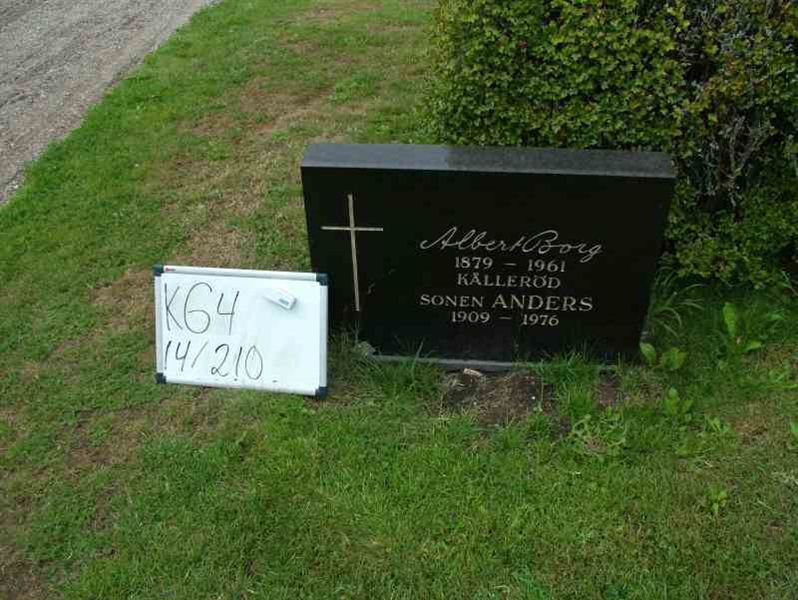 Albert Borg
1879 – 1961
KÄLLERÖD
SONEN ANDERS
1909 – 1976
KG4
14/210